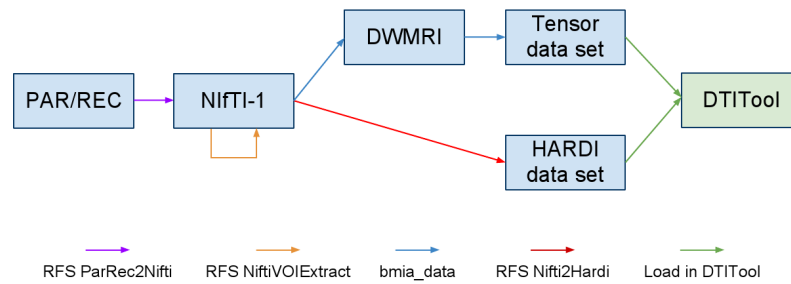 DWMRI
Tensor
data set
PAR/REC
NIfTI-1
DTITool
HARDI
data set
RFS ParRec2Nifti
RFS NiftiVOIExtract
bmia_data
RFS Nifti2Hardi
Load in DTITool